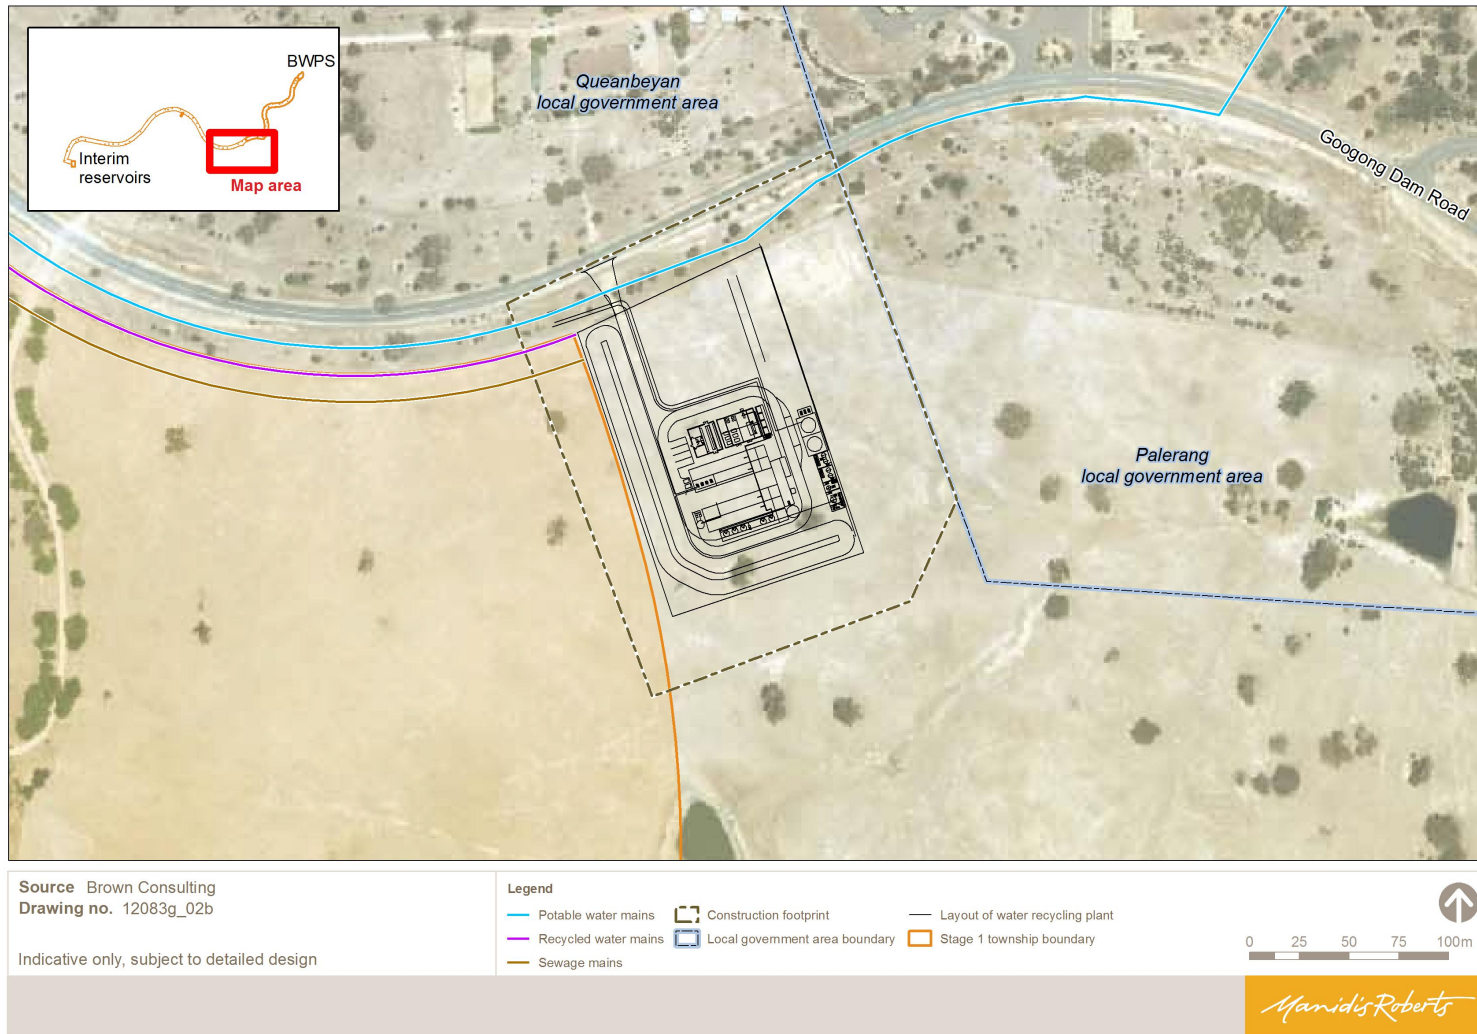 BWPS
Interim
reservoirs
Map area
Queanbeyan
local government area
Googong Dam Road
Palerang
local government area
Source Brown Consulting
Drawing no. 12083g_02b
Indicative only, subject to detailed design
Legend
Potable water mains
Recycled water mains
Sewage mains
Construction footprint
Local government area boundary
Layout of water recycling plant
Stage 1 township boundary
0 25 50 75 100m
Manidis Roberts